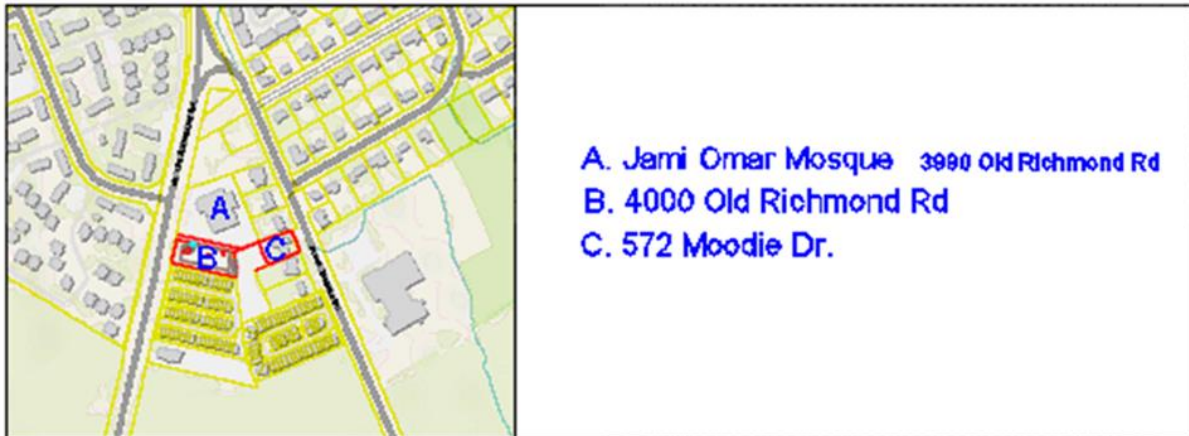 A
B
C
A. Jami Omar Mosque 3990 Old Richmond Rd
B. 4000 Old Richmond Rd
C. 572 Moodie Dr.